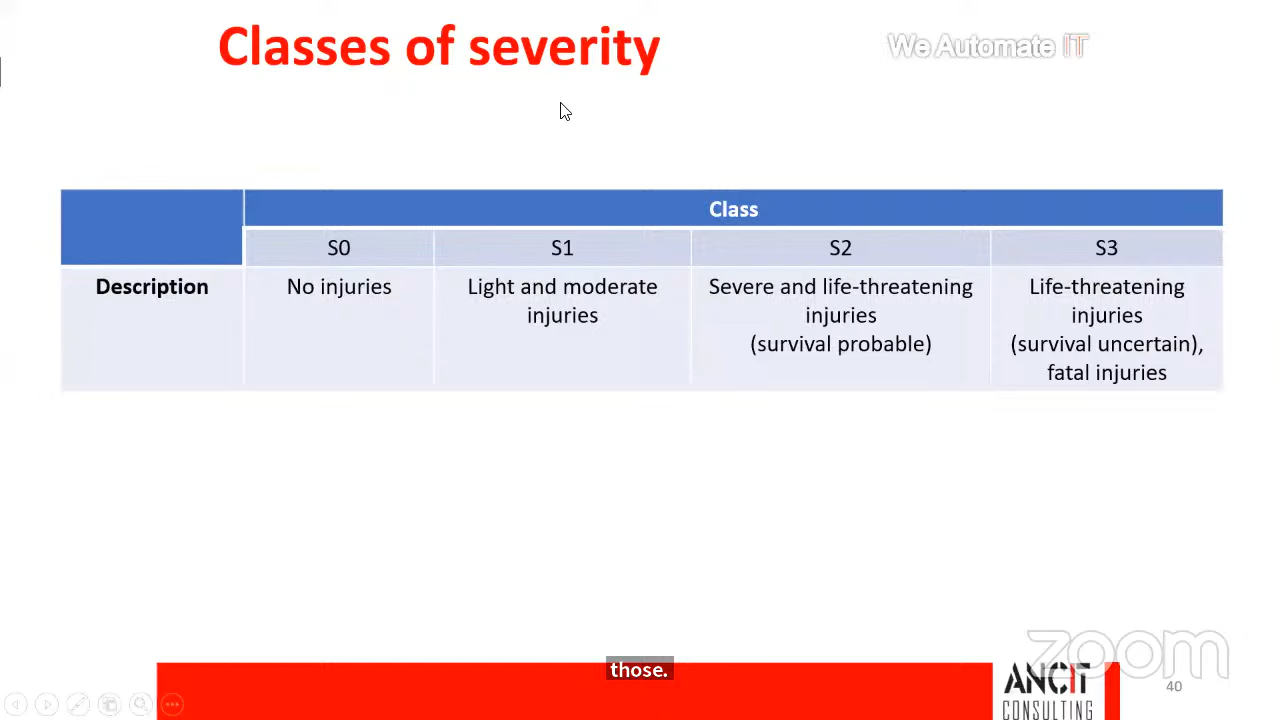 Classes of severity
We Automate IT
Class
S0 S1 S2 S3
Description
No injuries
Light and moderate
injuries
Severe and life-threatening
injuries
(survival probable)
Life-threatening
injuries
(survival uncertain),
fatal injuries
those.
zoom
ANCIT
CONSULTING
40